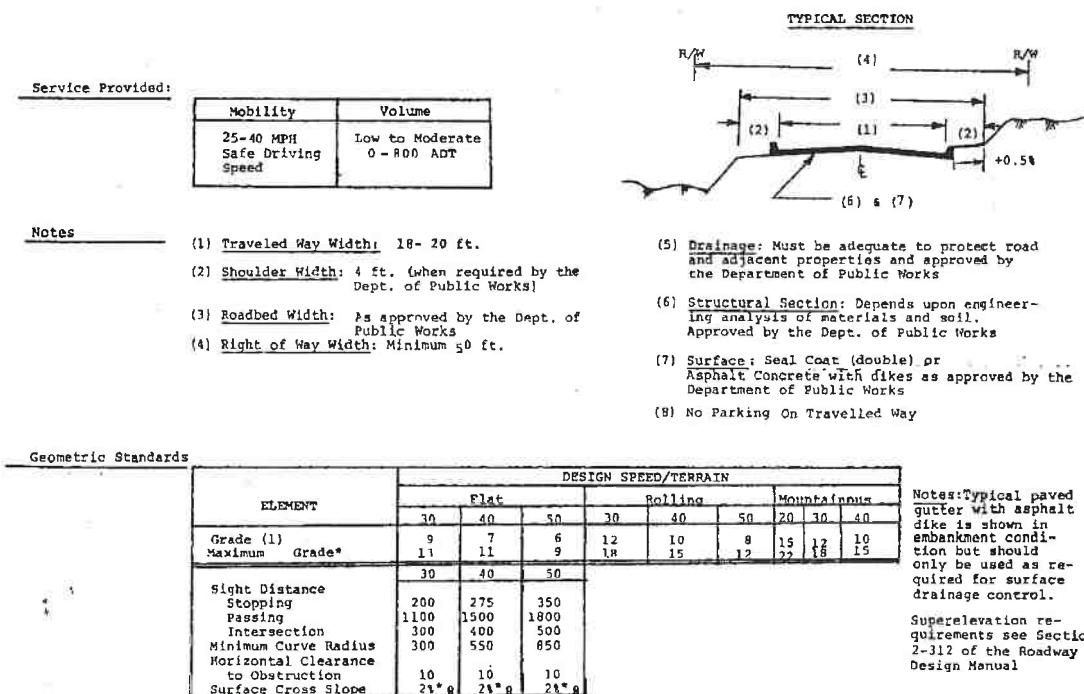 TYPICAL SECTION
R/W (4) R/W
(3)
(2) (1) (2)
+0.5%
(6) & (7)
Service Provided:
Mobility Volume
25-40 MPH Low to Moderate
Safe Driving 0-800 ADT
Speed
Notes
(1) Traveled Way Width: 18- 20 ft.
(2) Shoulder Width: 4 ft. (when required by the
Dept. of Public Works)
(3) Roadbed Width: As approved by the Dept. of
Public Works
(4) Right of Way Width: Minimum 50 ft.
(5) Drainage: Must be adequate to protect road
and adjacent properties and approved by
the Department of Public Works
(6) Structural Section: Depends upon engineer-
ing analysis of materials and soil.
Approved by the Dept. of Public Works
(7) Surface: Seal Coat (double) or
Asphalt Concrete with dikes as approved by the
Department of Public Works
(8) No Parking On Travelled Way
Geometric Standards
DESIGN SPEED/TERRAIN
ELEMENT Flat Rolling Mountainous
30 40 50 30 40 50 20 30 40
Grade (1) 9 7 6 12 10 8 15 12 10
Maximum Grade* 11 11 9 18 15 12 22 18 15
30 40 50
Sight Distance
Stopping 200 275 350
Passing 1100 1500 1800
Intersection 300 400 500
Minimum Curve Radius 300 550 850
Horizontal Clearance
to Obstruction 10 10 10
Surface Cross Slope 2%* 2%* 2%*
Notes:Typical paved
gutter with asphalt
dike is shown in
embankment condi-
tion but should
only be used as re-
quired for surface
drainage control.
Superelevation re-
quirements see Sectio
2-312 of the Roadway
Design Manual